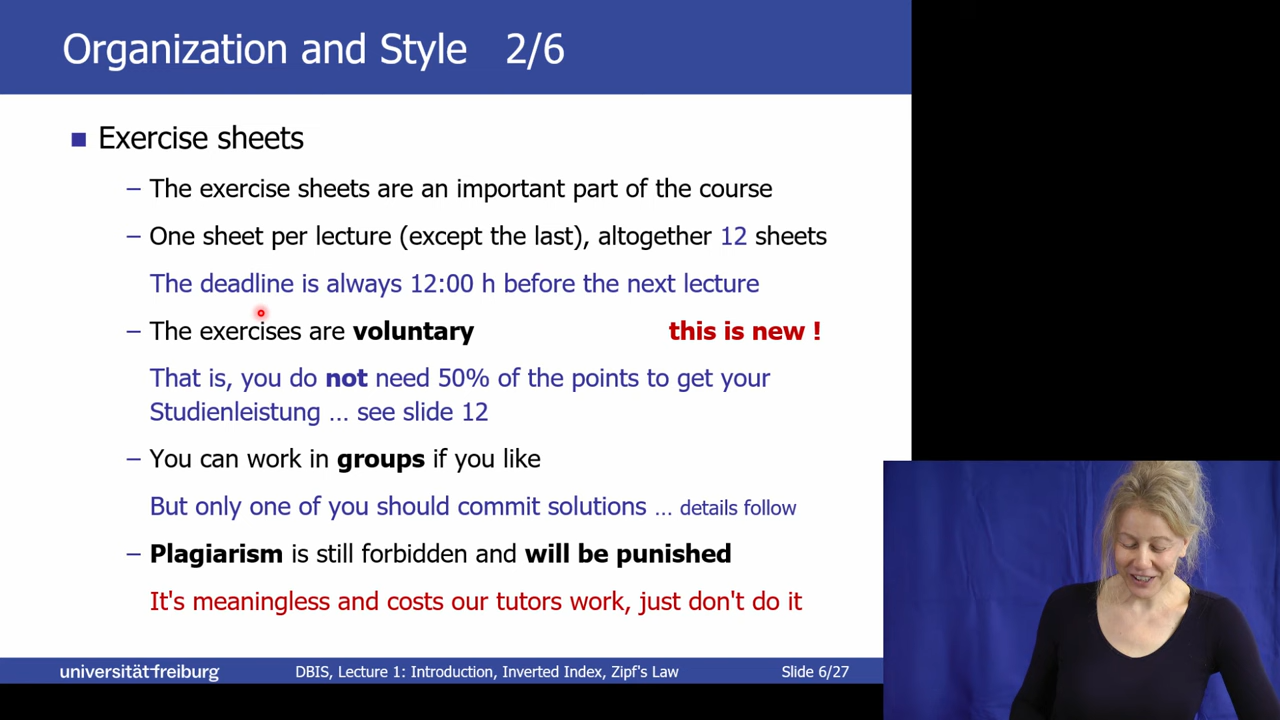 Organization and Style 2/6
Exercise sheets
– The exercise sheets are an important part of the course
– One sheet per lecture (except the last), altogether 12 sheets
The deadline is always 12:00 h before the next lecture
– The exercises are voluntary this is new !
That is, you do not need 50% of the points to get your
Studienleistung … see slide 12
– You can work in groups if you like
But only one of you should commit solutions … details follow
– Plagiarism is still forbidden and will be punished
It's meaningless and costs our tutors work, just don't do it
universität freiburg DBIS, Lecture 1: Introduction, Inverted Index, Zipf's Law Slide 6/27